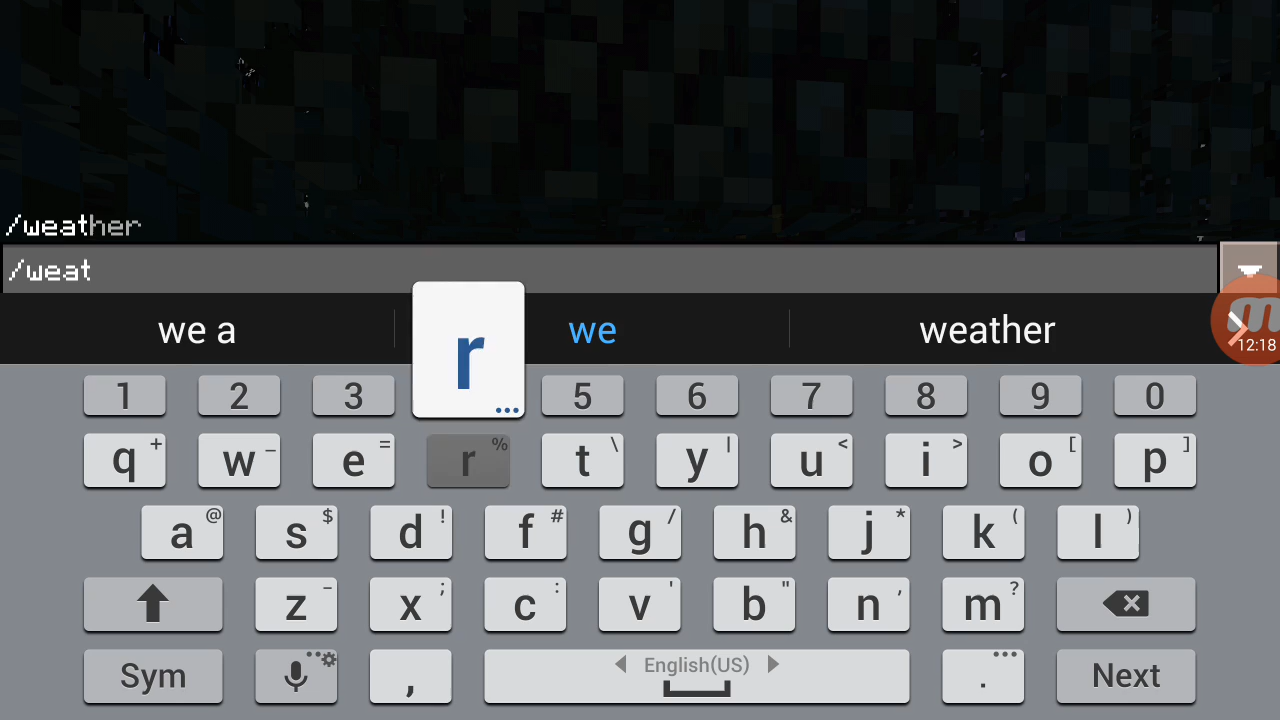 /weather
/weat
we a we weather
12:18
r ...
1 2 3 5 6 7 8 9 0
q + w _ e = r % t \ y | u < i > o [ p ]
a @ s $ d ! f # g / h & j * k ( l )
z - x ; c : v ' b " n , m ?
Sym , English(US) . Next